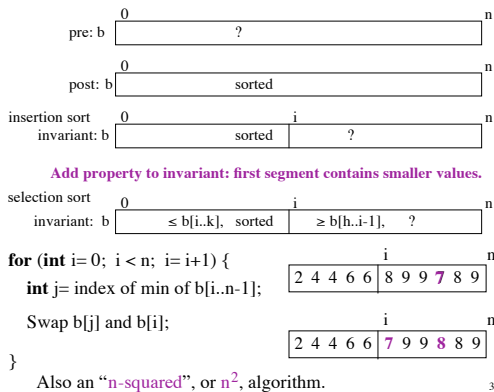 0 n
pre: b ?
0 n
post: b sorted
insertion sort 0 i n
invariant: b sorted ?
Add property to invariant: first segment contains smaller values.
selection sort 0 i n
invariant: b ≤ b[i..k], sorted ≥ b[h..i-1], ?
for (int i= 0; i < n; i= i+1) {
int j= index of min of b[i..n-1];
Swap b[j] and b[i];
}
i n
2 4 4 6 6 8 9 9 7 8 9
i n
2 4 4 6 6 7 9 9 8 8 9
Also an “n-squared”, or n², algorithm.
3